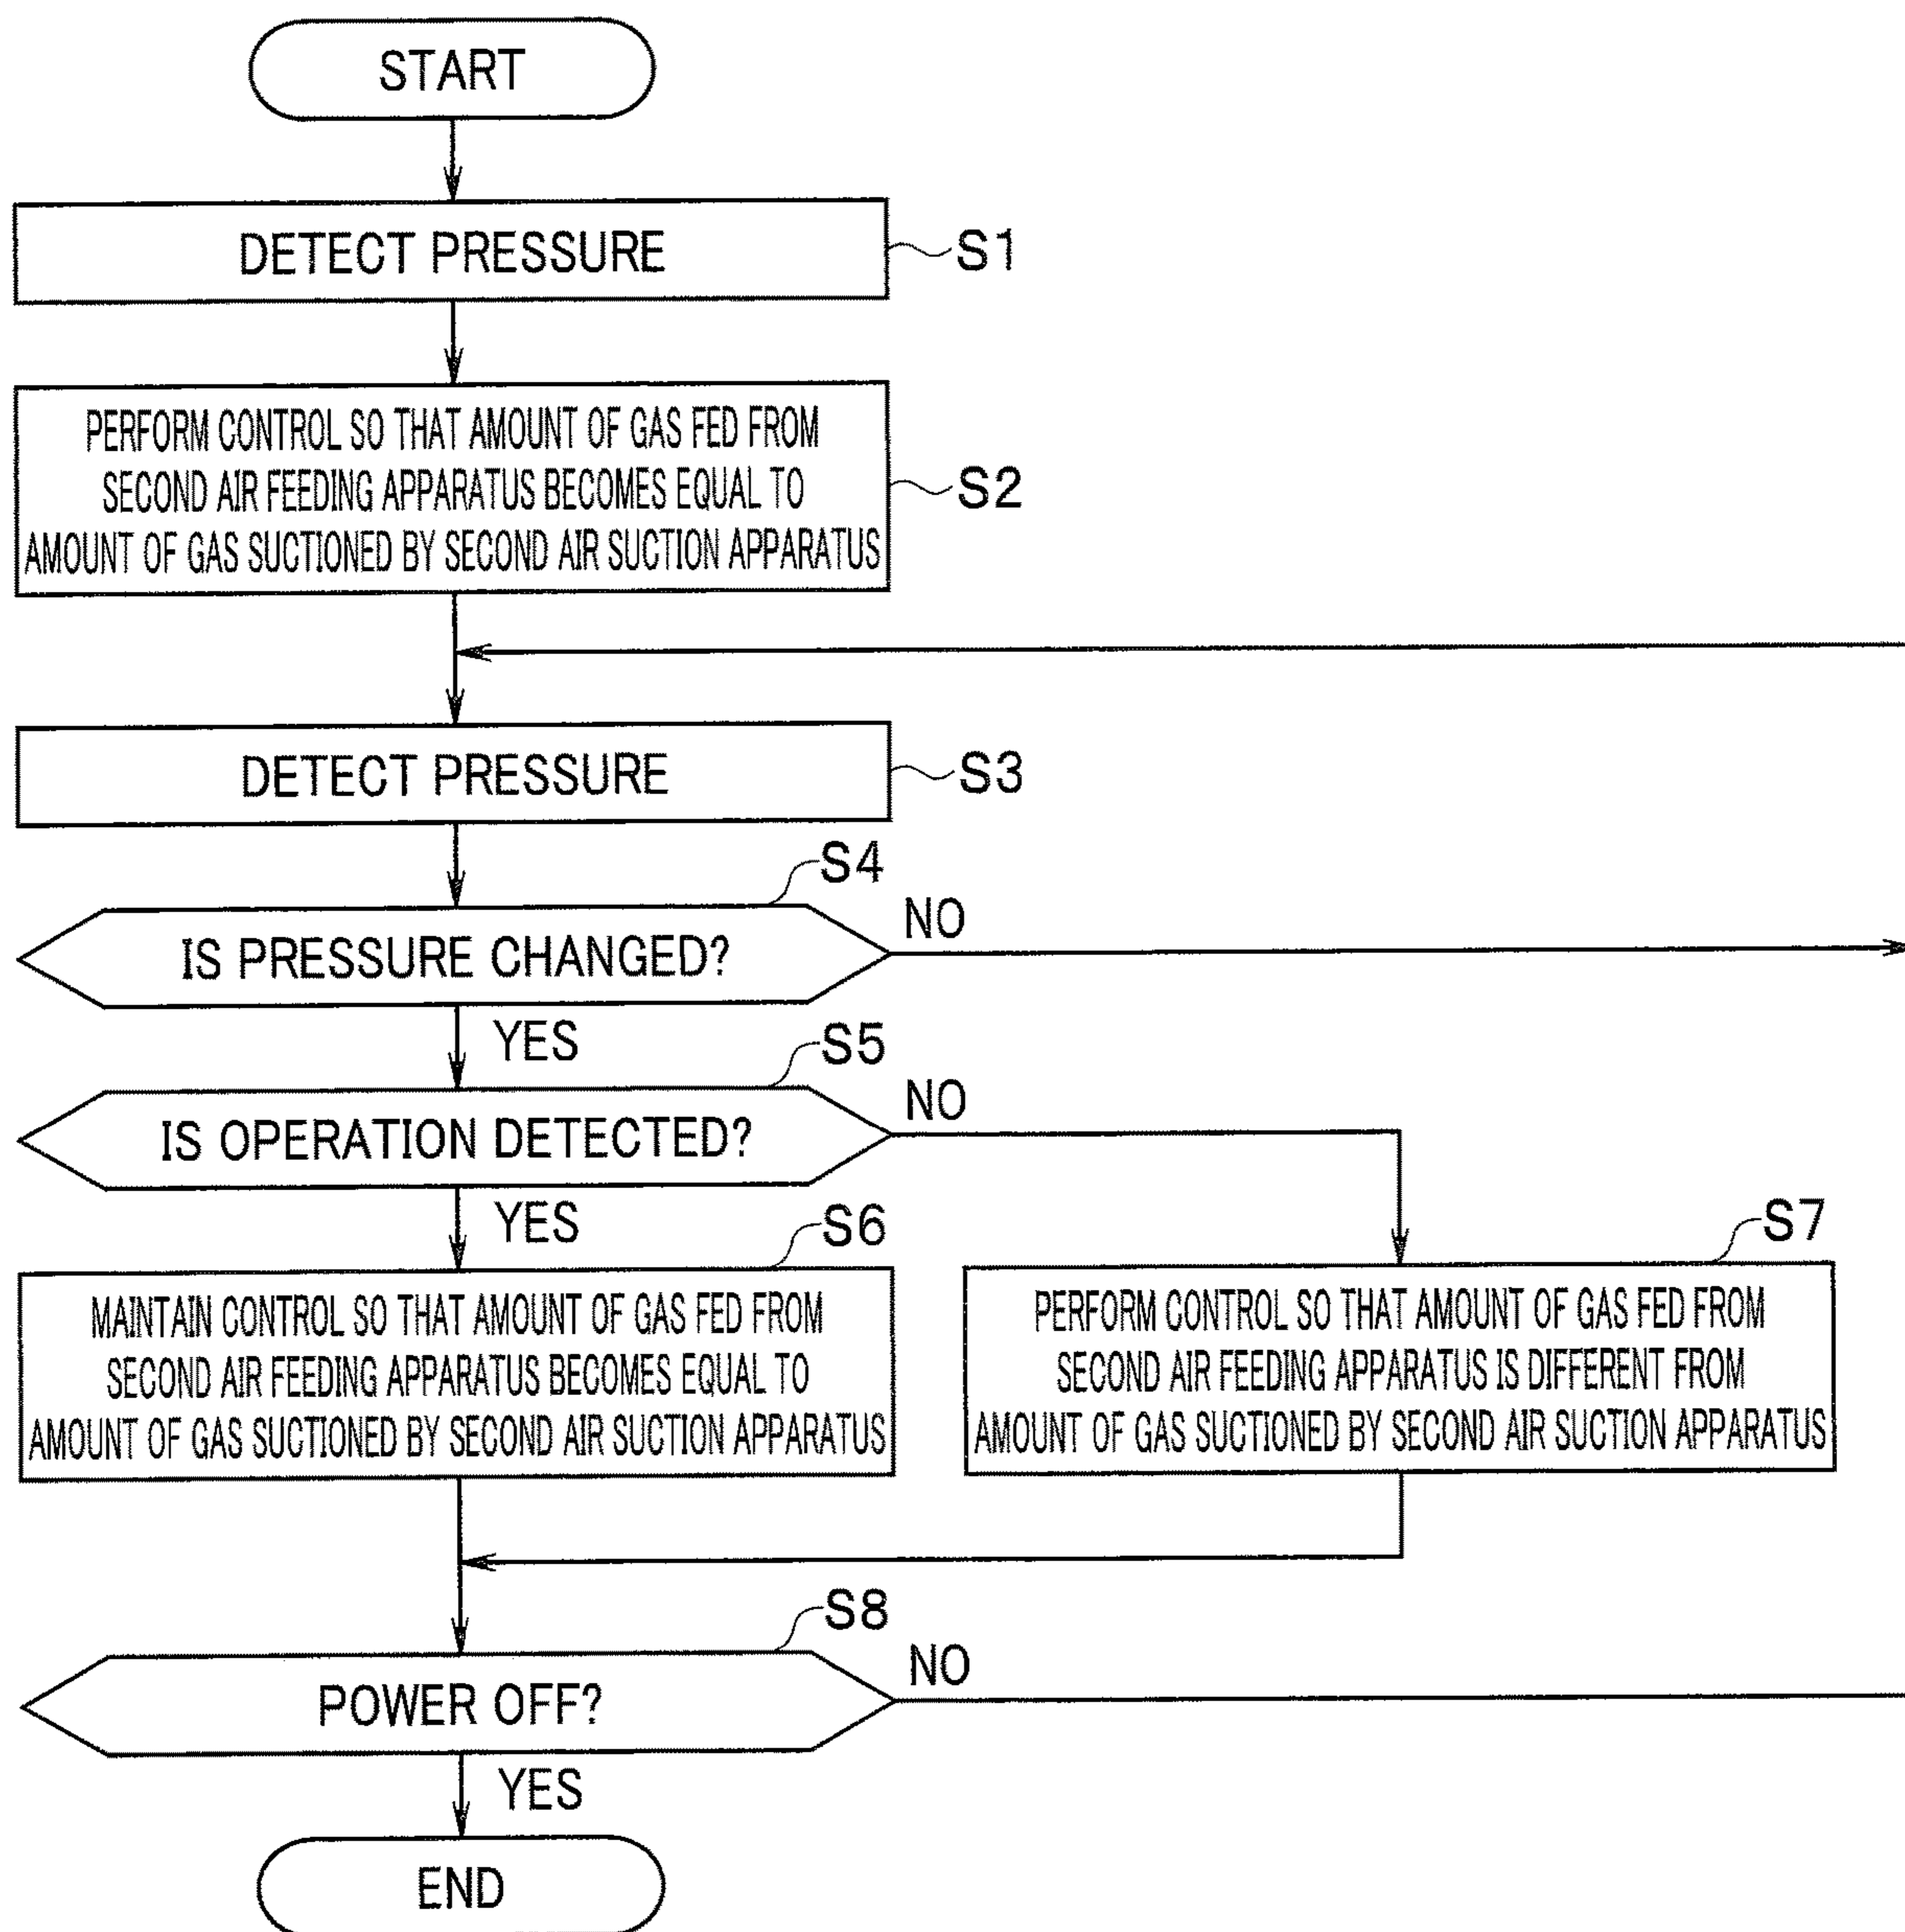 START
DETECT PRESSURE
S1
PERFORM CONTROL SO THAT AMOUNT OF GAS FED FROM
SECOND AIR FEEDING APPARATUS BECOMES EQUAL TO
AMOUNT OF GAS SUCTIONED BY SECOND AIR SUCTION APPARATUS
S2
DETECT PRESSURE
S3
S4
IS PRESSURE CHANGED?
NO
YES
S5
IS OPERATION DETECTED?
NO
YES
S6
MAINTAIN CONTROL SO THAT AMOUNT OF GAS FED FROM
SECOND AIR FEEDING APPARATUS BECOMES EQUAL TO
AMOUNT OF GAS SUCTIONED BY SECOND AIR SUCTION APPARATUS
S7
PERFORM CONTROL SO THAT AMOUNT OF GAS FED FROM
SECOND AIR FEEDING APPARATUS IS DIFFERENT FROM
AMOUNT OF GAS SUCTIONED BY SECOND AIR SUCTION APPARATUS
S8
POWER OFF?
NO
YES
END